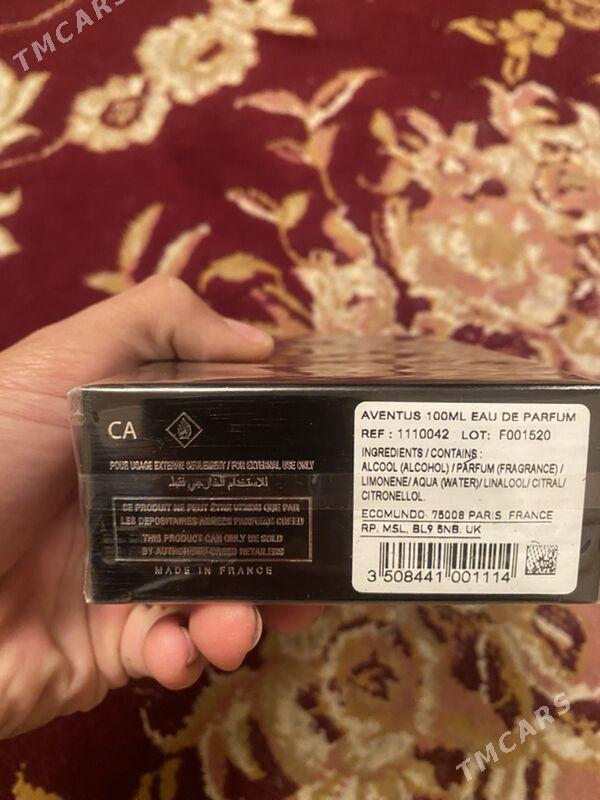 TMCARS
CA
POUR USAGE EXTERNE SEULEMENT / FOR EXTERNAL USE ONLY
للاستخدام الخارجي فقط
CE PRODUIT NE PEUT ÊTRE VENDU QUE PAR
LES DEPOSITAIRES AGREES PARFUMS CREED
THIS PRODUCT CAN ONLY BE SOLD
BY AUTHORISED CREED RETAILERS
MADE IN FRANCE
AVENTUS 100ML EAU DE PARFUM
REF : 1110042 LOT: F001520
INGREDIENTS / CONTAINS :
ALCOOL (ALCOHOL) / PARFUM (FRAGRANCE) /
LIMONENE / AQUA (WATER) / LINALOOL / CITRAL /
CITRONELLOL.
ECOMUNDO 75008 PARIS FRANCE
RP. MSL, BL9 5NB. UK
3 508441 001114
TMCARS